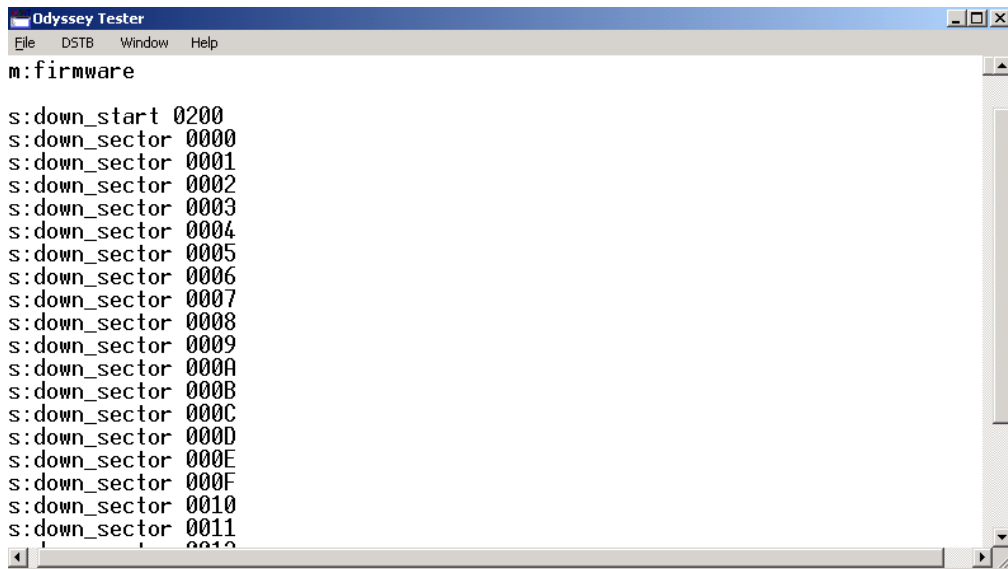 Odyssey Tester
File DSTB Window Help
m:firmware
s:down_start 0200
s:down_sector 0000
s:down_sector 0001
s:down_sector 0002
s:down_sector 0003
s:down_sector 0004
s:down_sector 0005
s:down_sector 0006
s:down_sector 0007
s:down_sector 0008
s:down_sector 0009
s:down_sector 000A
s:down_sector 000B
s:down_sector 000C
s:down_sector 000D
s:down_sector 000E
s:down_sector 000F
s:down_sector 0010
s:down_sector 0011